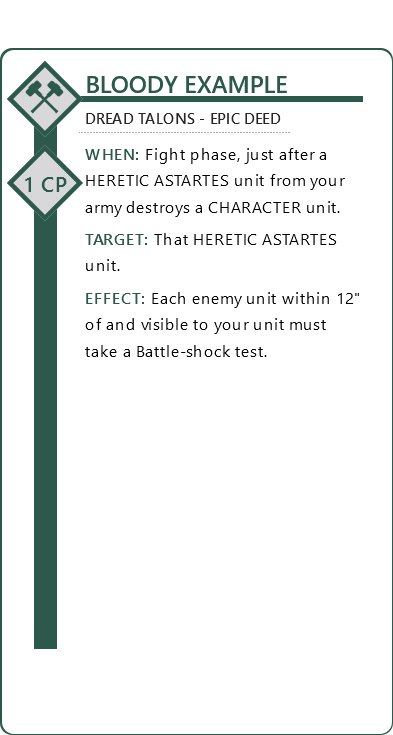 BLOODY EXAMPLE
DREAD TALONS - EPIC DEED
1 CP
WHEN: Fight phase, just after a
HERETIC ASTARTES unit from your
army destroys a CHARACTER unit.
TARGET: That HERETIC ASTARTES
unit.
EFFECT: Each enemy unit within 12"
of and visible to your unit must
take a Battle-shock test.